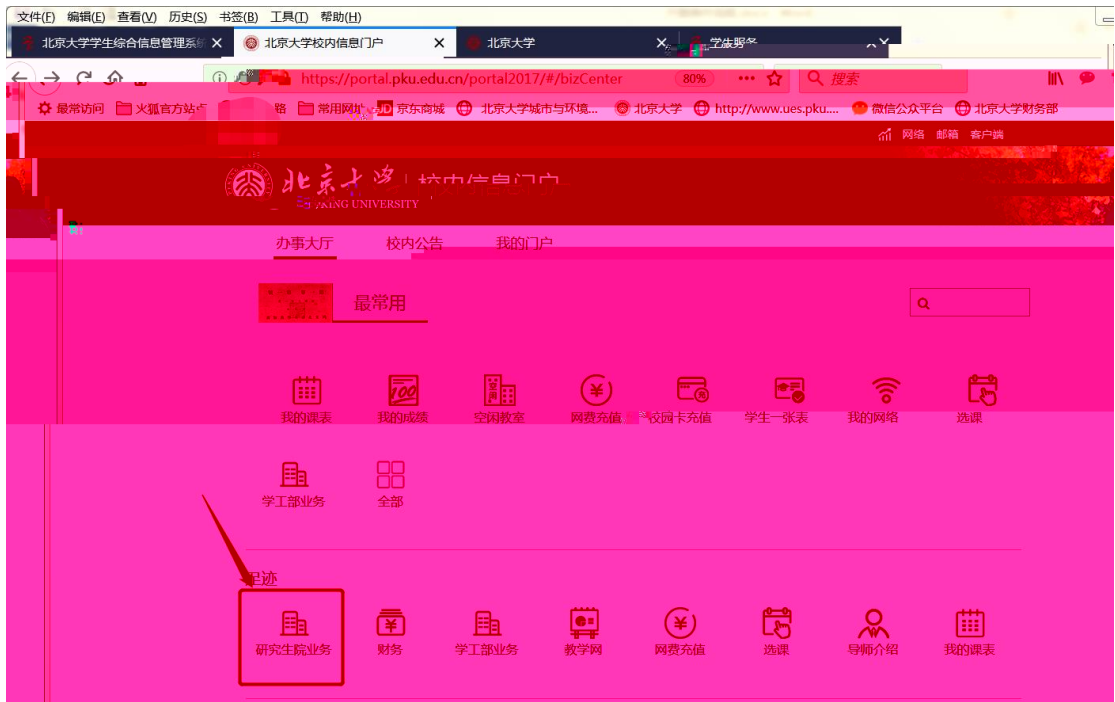 文件(F) 编辑(E) 查看(V) 历史(S) 书签(B) 工具(T) 帮助(H)
北京大学学生综合信息管理系统 北京大学校内信息门户 北京大学
https://portal.pku.edu.cn/portal2017/#/bizCenter 80% 搜索
最常访问 火狐官方站点 常用网址 京东商城 北京大学城市与环境... 北京大学 http://www.ues.pku.... 微信公众平台 北京大学财务部
网络 邮箱 客户端
北京大学 校内信息门户
UNIVERSITY
办事大厅 校内公告 我的门户
最常用
我的课表 我的成绩 空闲教室 网费充值 校园卡充值 学生一张表 我的网络 选课
学工部业务 全部
足迹
研究生院业务 财务 学工部业务 教学网 网费充值 选课 导师介绍 我的课表